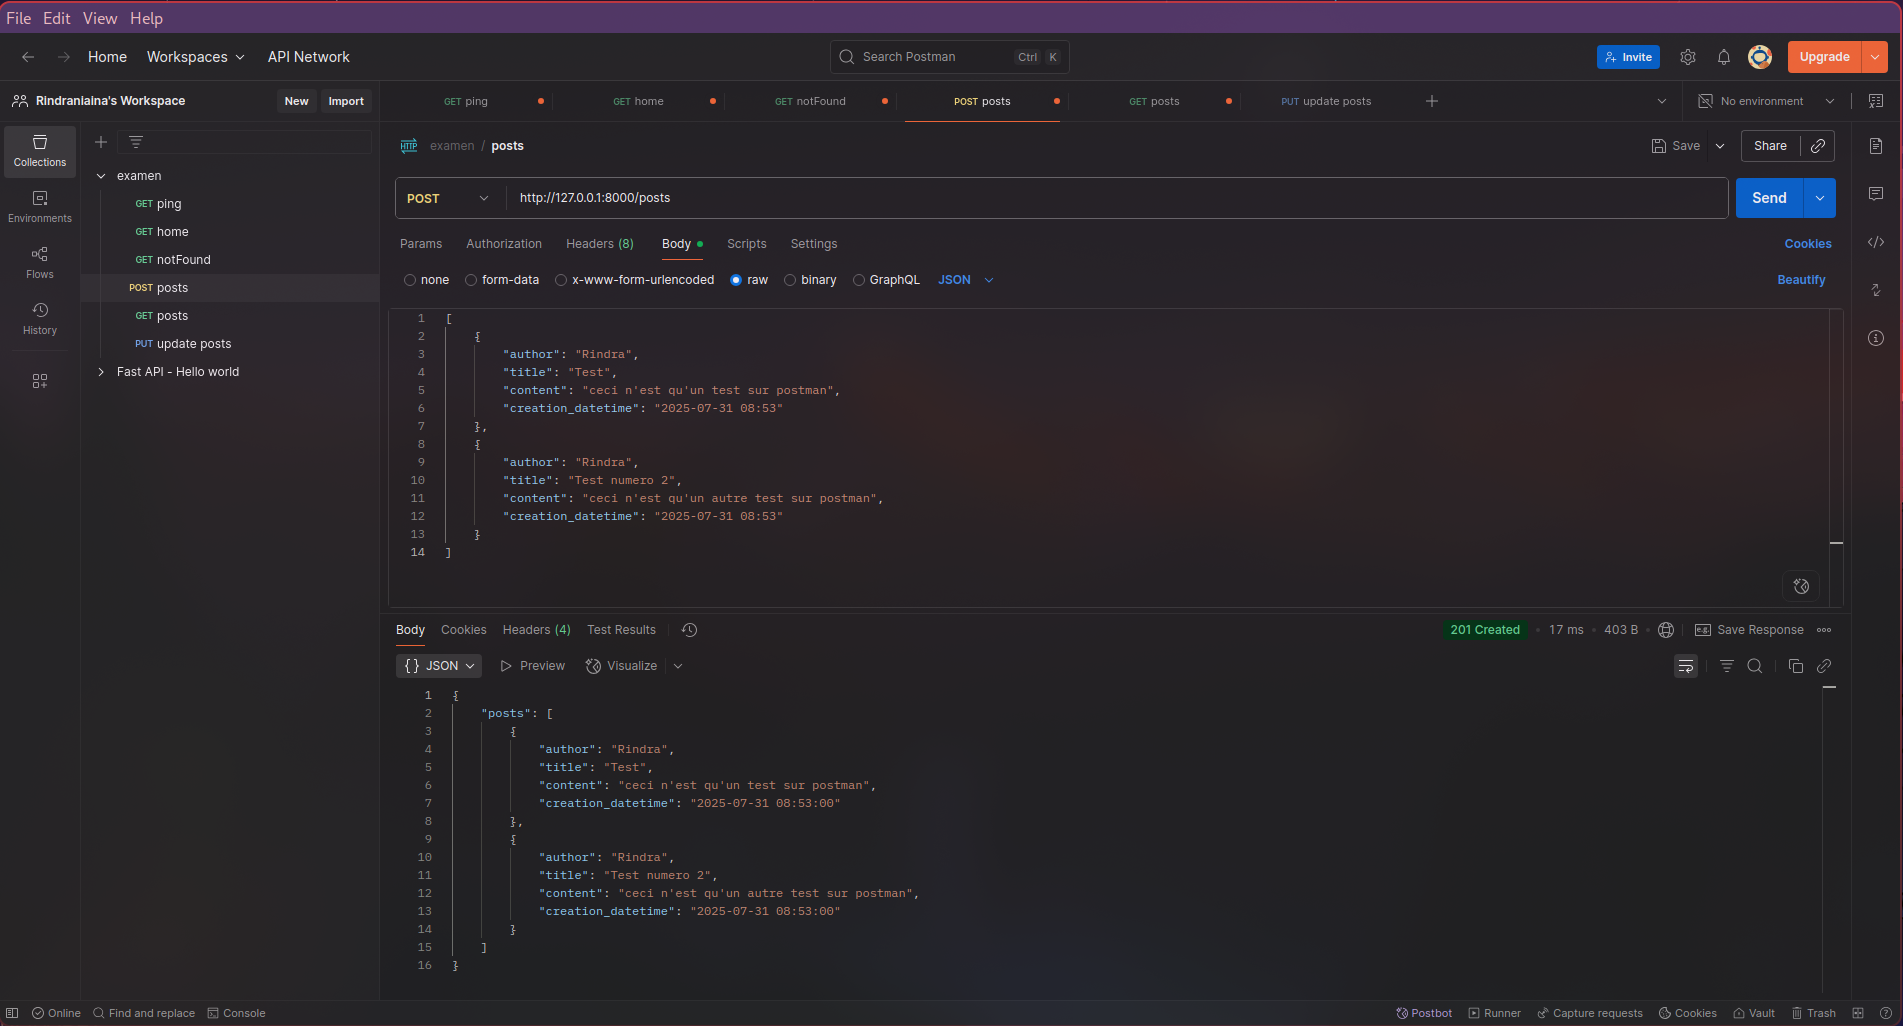 File Edit View Help
Home Workspaces API Network Search Postman Ctrl K Invite Upgrade
Rindraniaina's Workspace New Import GET ping GET home GET notFound POST posts GET posts PUT update posts No environment
Collections
Environments
Flows
History
examen
GET ping
GET home
GET notFound
POST posts
GET posts
PUT update posts
Fast API - Hello world
HTTP examen / posts Save Share
POST http://127.0.0.1:8000/posts Send
Params Authorization Headers (8) Body Scripts Settings Cookies
none form-data x-www-form-urlencoded raw binary GraphQL JSON Beautify
1 [
2 {
3 "author": "Rindra",
4 "title": "Test",
5 "content": "ceci n'est qu'un test sur postman",
6 "creation_datetime": "2025-07-31 08:53"
7 },
8 {
9 "author": "Rindra",
10 "title": "Test numero 2",
11 "content": "ceci n'est qu'un autre test sur postman",
12 "creation_datetime": "2025-07-31 08:53"
13 }
14 ]
Body Cookies Headers (4) Test Results 201 Created 17 ms 403 B e.g. Save Response
{} JSON Preview Visualize
1 {
2 "posts": [
3 {
4 "author": "Rindra",
5 "title": "Test",
6 "content": "ceci n'est qu'un test sur postman",
7 "creation_datetime": "2025-07-31 08:53:00"
8 },
9 {
10 "author": "Rindra",
11 "title": "Test numero 2",
12 "content": "ceci n'est qu'un autre test sur postman",
13 "creation_datetime": "2025-07-31 08:53:00"
14 }
15 ]
16 }
Online Find and replace Console Postbot Runner Capture requests Cookies Vault Trash